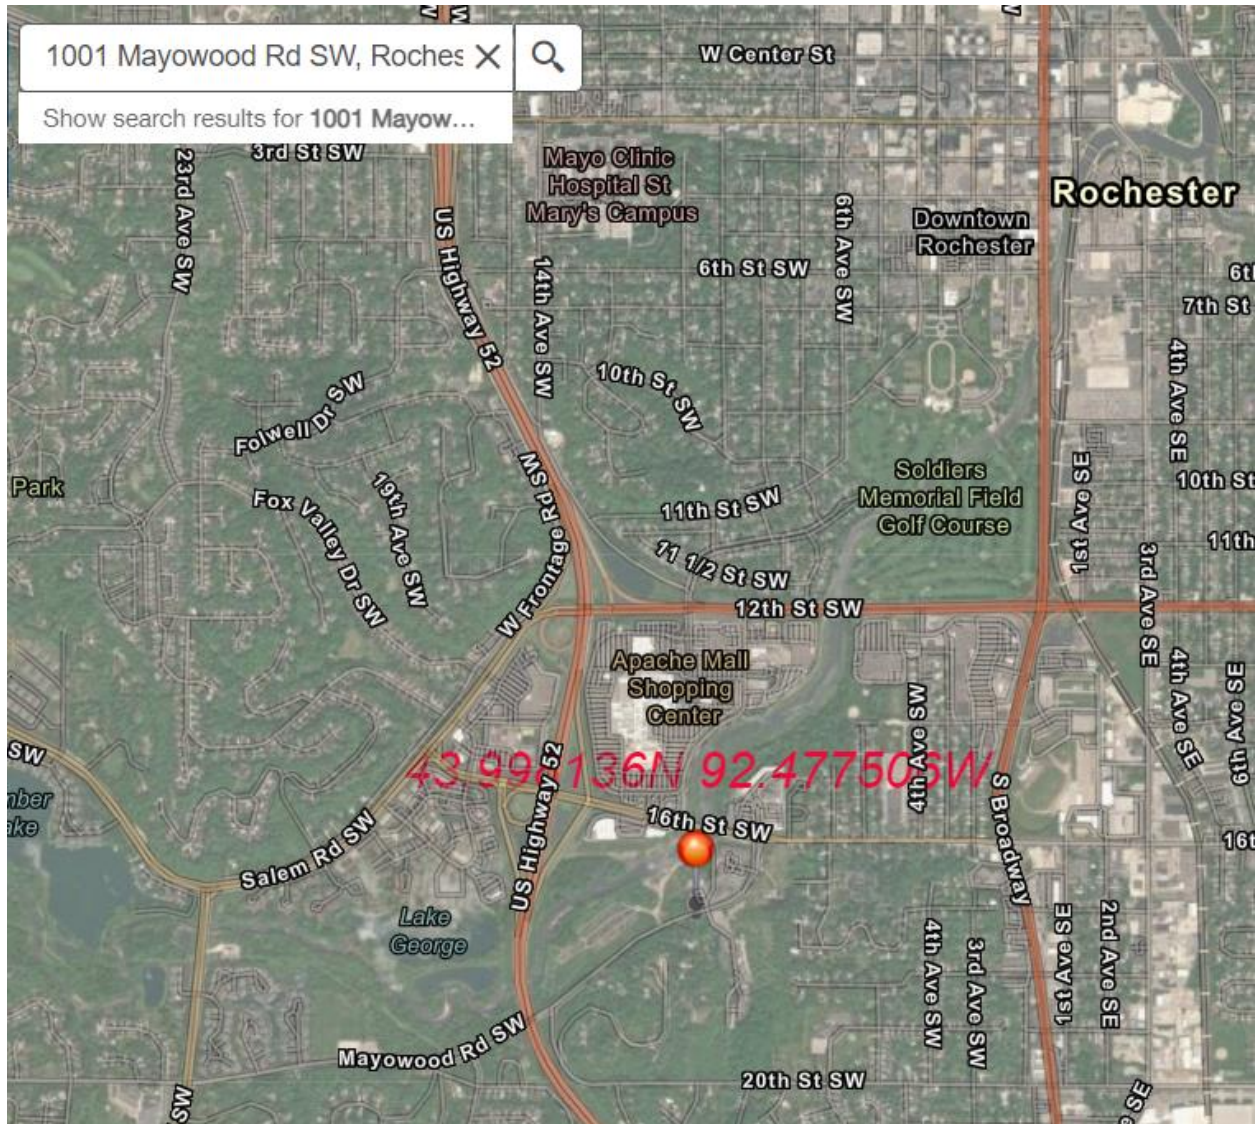 W
W
W
1001 Mayowood Rd SW, Roches
W Center St
Show search results for 1001 Mayow…
3rd St SW
23rd Ave SW
Mayo Clinic
Hospital St
Mary's Campus
Rochester
6th Ave SW
Downtown
Rochester
US Highway 52
14th Ave SW
6th St SW
7th St
10th St SW
4th Ave SE
Folwell Dr SW
Park
Fox Valley Dr SW
19th Ave SW
W Frontage Rd SW
11th St SW
Soldiers
Memorial Field
Golf Course
1st Ave SE
10th St
11 1/2 St SW
11th
3rd Ave SE
12th St SW
Apache Mall
Shopping
Center
4th Ave SW
4th Ave SE
6th Ave SE
SW
US Highway 52
S Broadway
16th St SW
Salem Rd SW
Lake
George
4th Ave SW
3rd Ave SW
1st Ave SE
2nd Ave SE
Mayowood Rd SW
20th St SW
SW
SE